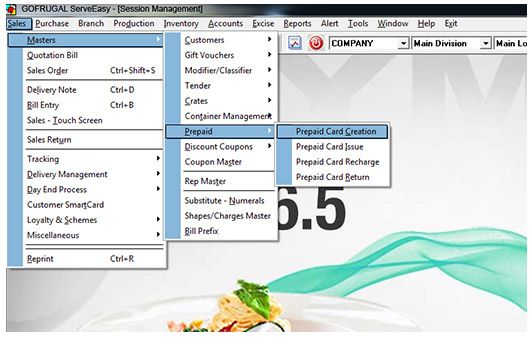 GOFRUGAL ServeEasy - [Session Management]
Sales Purchase Branch Production Inventory Accounts Excise Reports Alert Tools Window Help Exit
COMPANY Main Division Main Loc
Masters
Quotation Bill
Sales Order Ctrl+Shift+S
Delivery Note Ctrl+D
Bill Entry Ctrl+B
Sales - Touch Screen
Sales Return
Tracking
Delivery Management
Day End Process
Customer SmartCard
Loyalty & Schemes
Miscellaneous
Reprint Ctrl+R
Customers
Gift Vouchers
Modifier/Classifier
Tender
Crates
Container Management
Prepaid
Discount Coupons
Coupon Master
Rep Master
Substitute - Numerals
Shapes/Charges Master
Bill Prefix
Prepaid Card Creation
Prepaid Card Issue
Prepaid Card Recharge
Prepaid Card Return
6.5